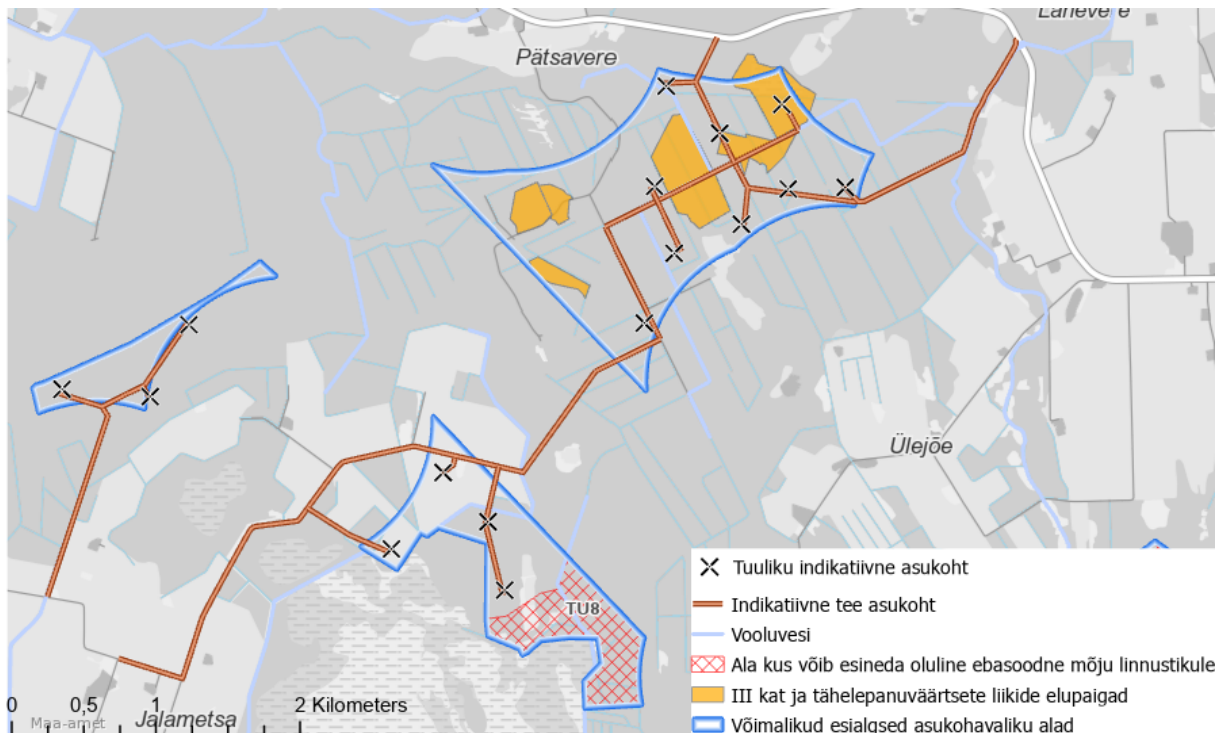 Lähevere
Pätsavere
Ülejõe
TU8
Tuuliku indikatiivne asukoht
Indikatiivne tee asukoht
Vooluvesi
Ala kus võib esineda oluline ebasoodne mõju linnustikule
III kat ja tähelepanuväärtsete liikide elupaigad
Võimalikud esialgsed asukohavaliku alad
0 0,5 1 2 Kilometers
Maa-amet
Jalametsa